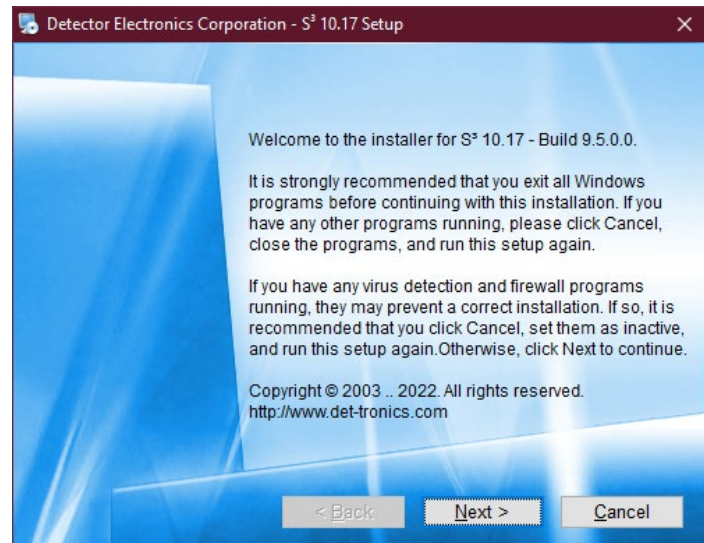 Detector Electronics Corporation - S³ 10.17 Setup
Welcome to the installer for S³ 10.17 - Build 9.5.0.0.
It is strongly recommended that you exit all Windows
programs before continuing with this installation. If you
have any other programs running, please click Cancel,
close the programs, and run this setup again.
If you have any virus detection and firewall programs
running, they may prevent a correct installation. If so, it is
recommended that you click Cancel, set them as inactive,
and run this setup again.Otherwise, click Next to continue.
Copyright © 2003 .. 2022. All rights reserved.
http://www.det-tronics.com
< Back Next > Cancel